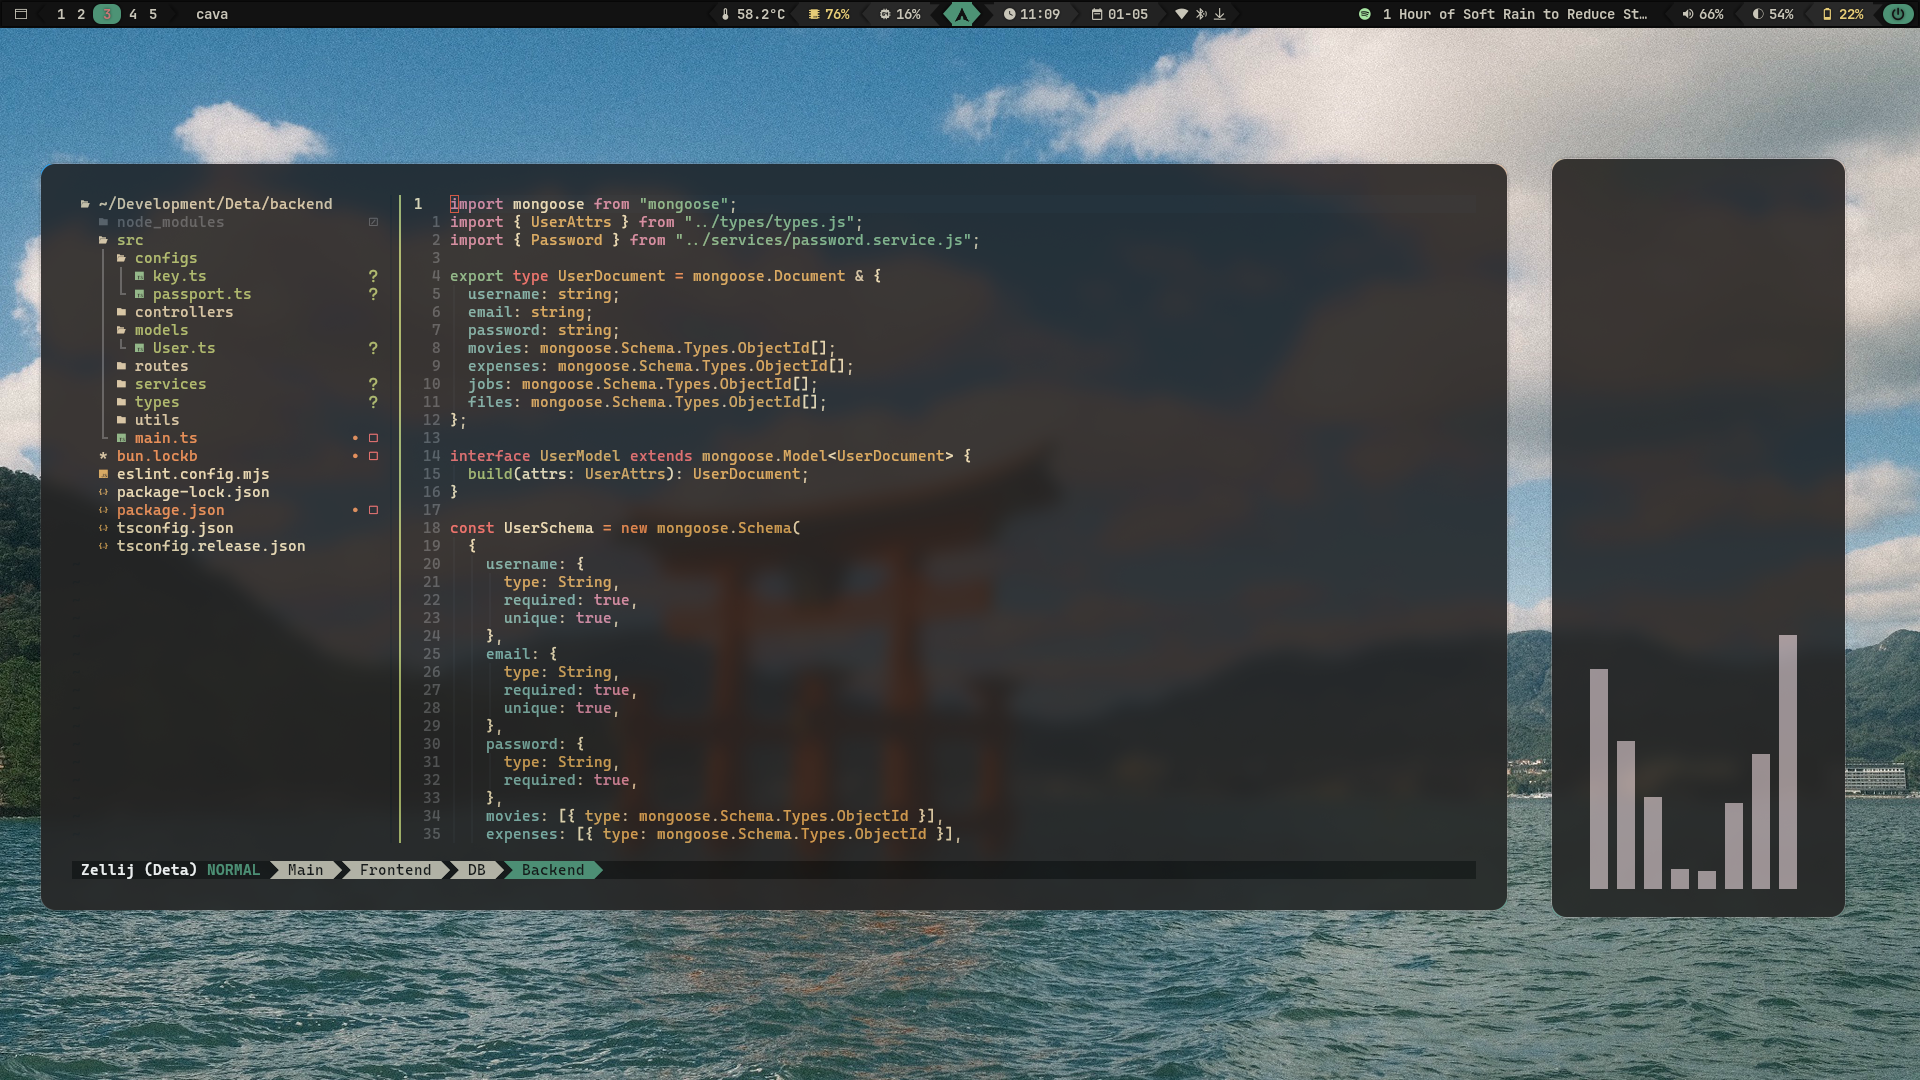 1 2 3 4 5 cava 58.2°C 76% 16% 11:09 01-05 1 Hour of Soft Rain to Reduce St… 66% 54% 22%
~/Development/Deta/backend
node_modules
src
configs
key.ts ?
passport.ts ?
controllers
models
User.ts ?
routes
services ?
types ?
utils
main.ts
bun.lockb
eslint.config.mjs
package-lock.json
package.json
tsconfig.json
tsconfig.release.json
1 import mongoose from "mongoose";
1 import { UserAttrs } from "../types/types.js";
2 import { Password } from "../services/password.service.js";
3
4 export type UserDocument = mongoose.Document & {
5 username: string;
6 email: string;
7 password: string;
8 movies: mongoose.Schema.Types.ObjectId[];
9 expenses: mongoose.Schema.Types.ObjectId[];
10 jobs: mongoose.Schema.Types.ObjectId[];
11 files: mongoose.Schema.Types.ObjectId[];
12 };
13
14 interface UserModel extends mongoose.Model<UserDocument> {
15 build(attrs: UserAttrs): UserDocument;
16 }
17
18 const UserSchema = new mongoose.Schema(
19 {
20 username: {
21 type: String,
22 required: true,
23 unique: true,
24 },
25 email: {
26 type: String,
27 required: true,
28 unique: true,
29 },
30 password: {
31 type: String,
32 required: true,
33 },
34 movies: [{ type: mongoose.Schema.Types.ObjectId }],
35 expenses: [{ type: mongoose.Schema.Types.ObjectId }],
Zellij (Deta) NORMAL Main Frontend DB Backend